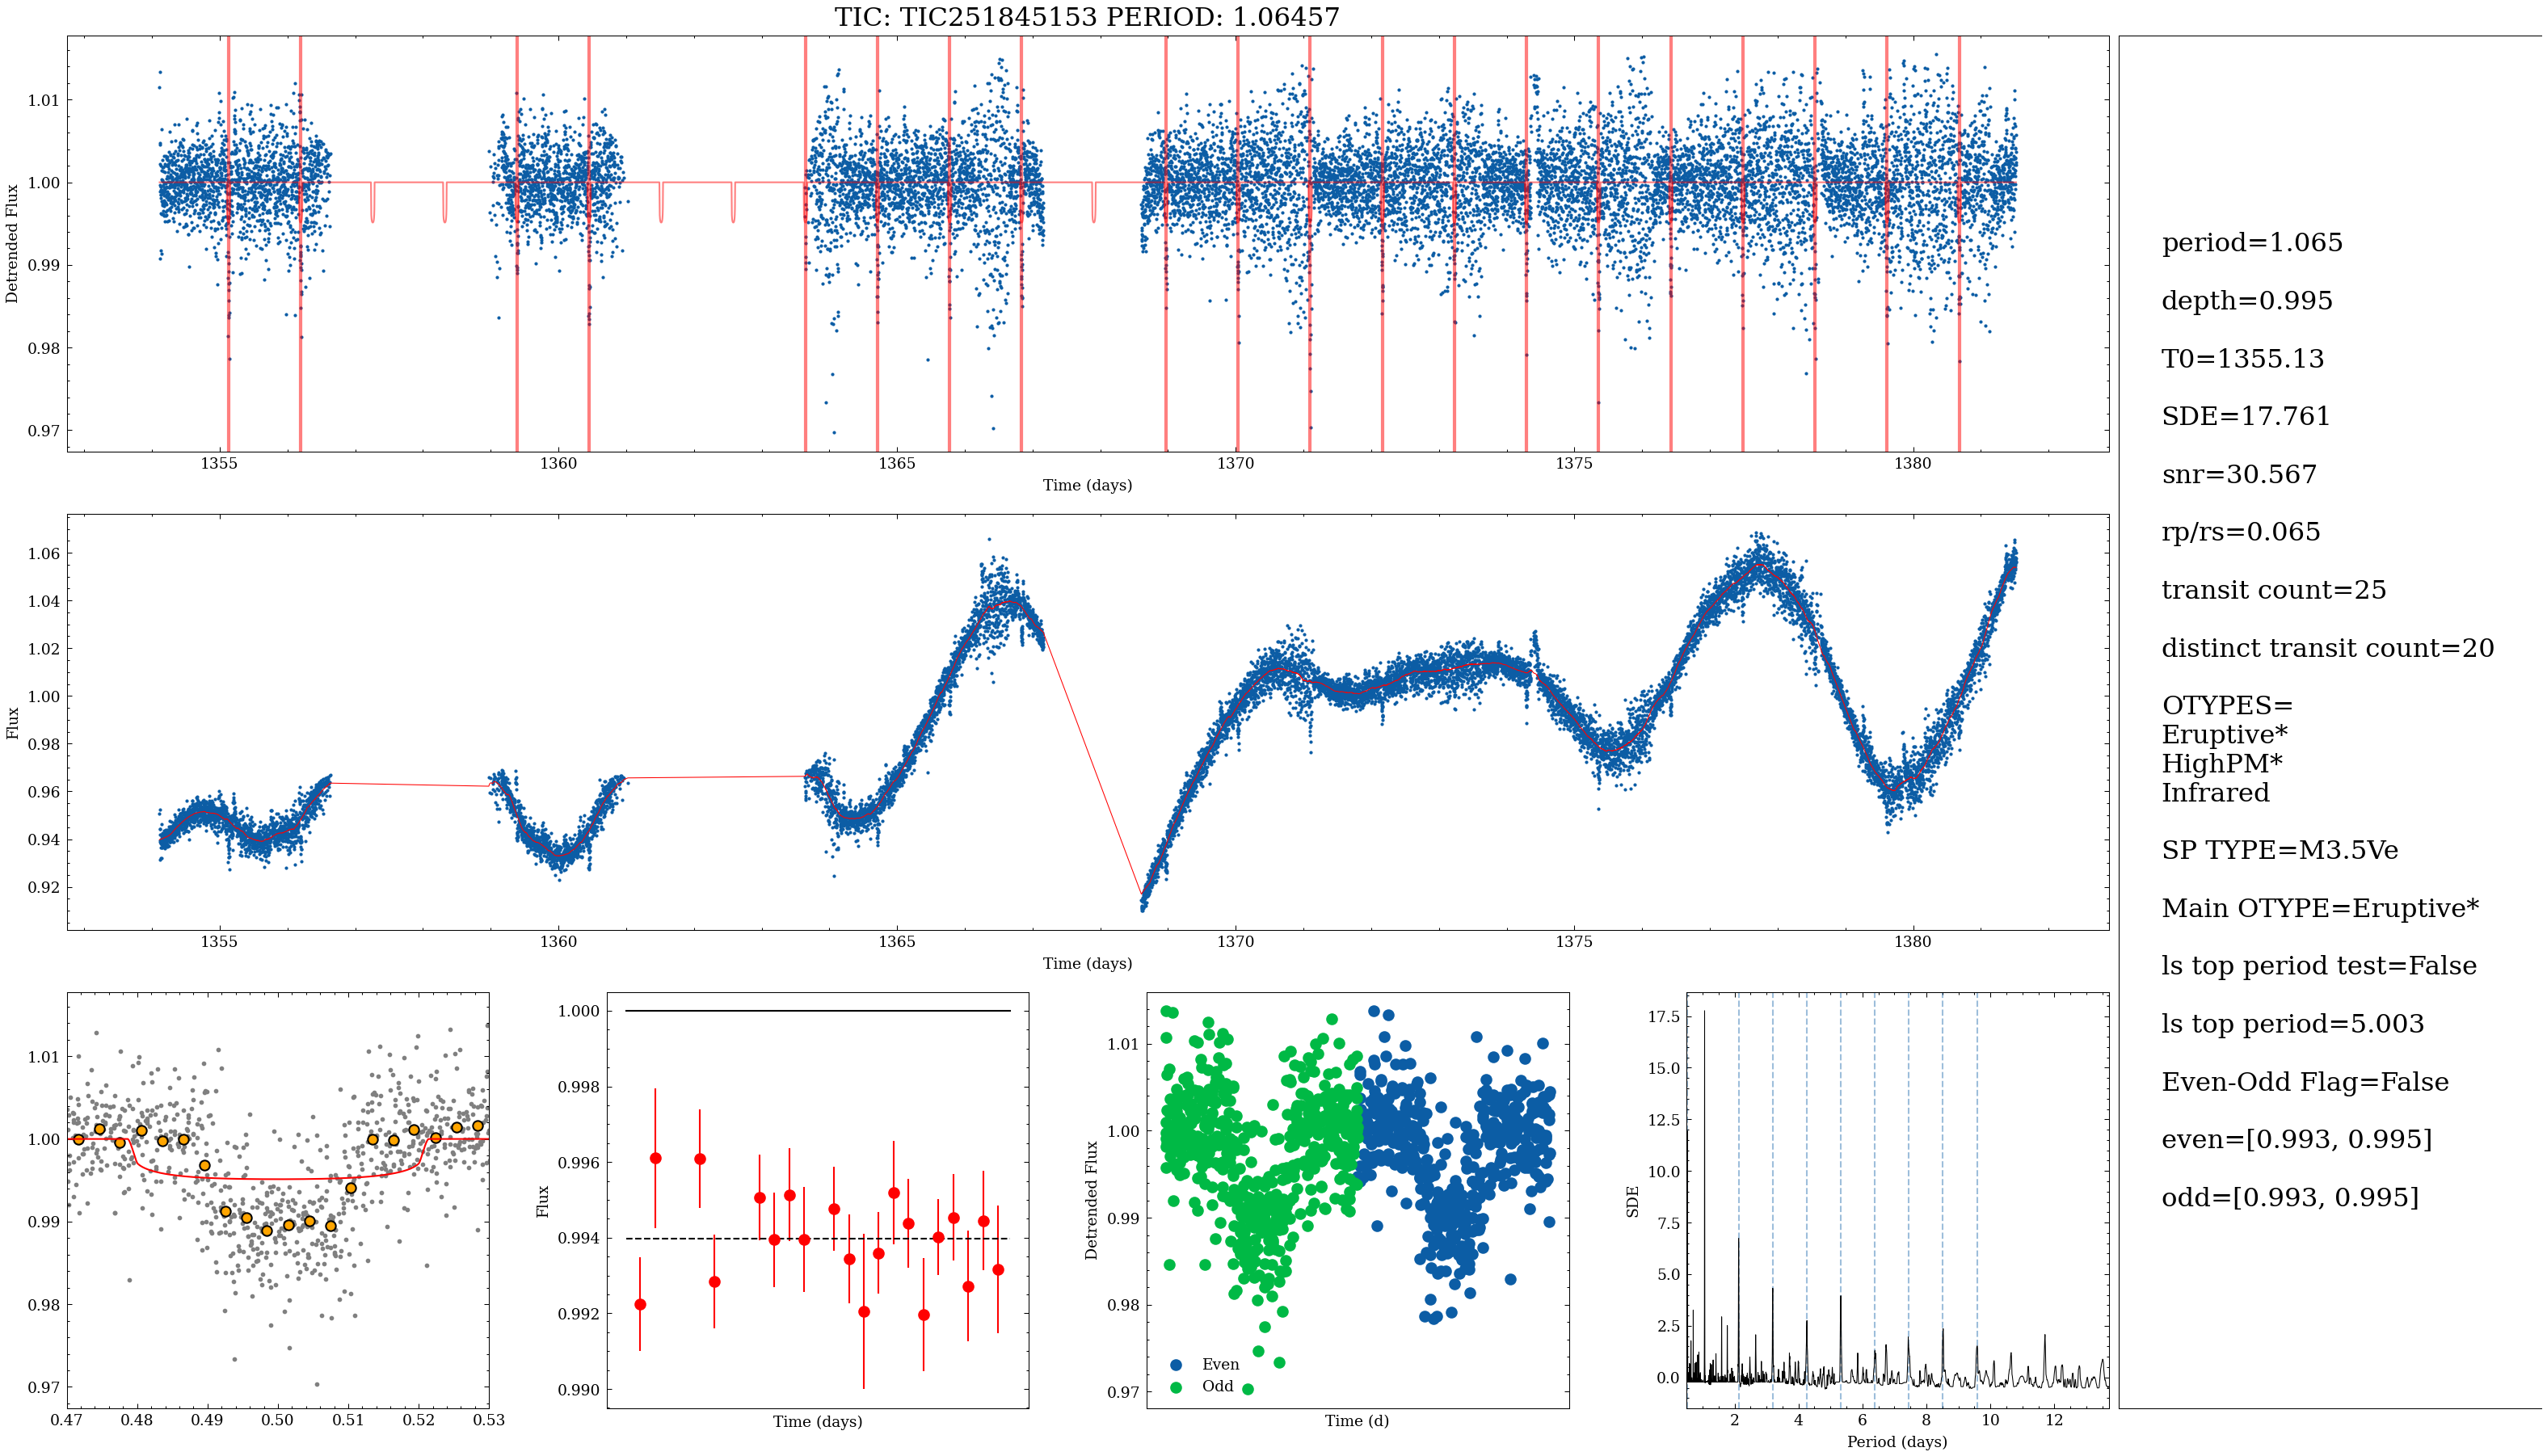 TIC: TIC251845153 PERIOD: 1.06457
1.01
1.00
0.99
0.98
0.97
Detrended Flux
1355
1360
1365
1370
1375
1380
Time (days)
1.06
1.04
1.02
1.00
0.98
0.96
0.94
0.92
Flux
1355
1360
1365
1370
1375
1380
Time (days)
1.01
1.00
0.99
0.98
0.97
0.47
0.48
0.49
0.50
0.51
0.52
0.53
1.000
0.998
0.996
0.994
0.992
0.990
Flux
Time (days)
1.01
1.00
0.99
0.98
0.97
Detrended Flux
Even
Odd
Time (d)
17.5
15.0
12.5
10.0
7.5
5.0
2.5
0.0
SDE
2
4
6
8
10
12
Period (days)
period=1.065
depth=0.995
T0=1355.13
SDE=17.761
snr=30.567
rp/rs=0.065
transit count=25
distinct transit count=20
OTYPES=
Eruptive*
HighPM*
Infrared
SP TYPE=M3.5Ve
Main OTYPE=Eruptive*
ls top period test=False
ls top period=5.003
Even-Odd Flag=False
even=[0.993, 0.995]
odd=[0.993, 0.995]